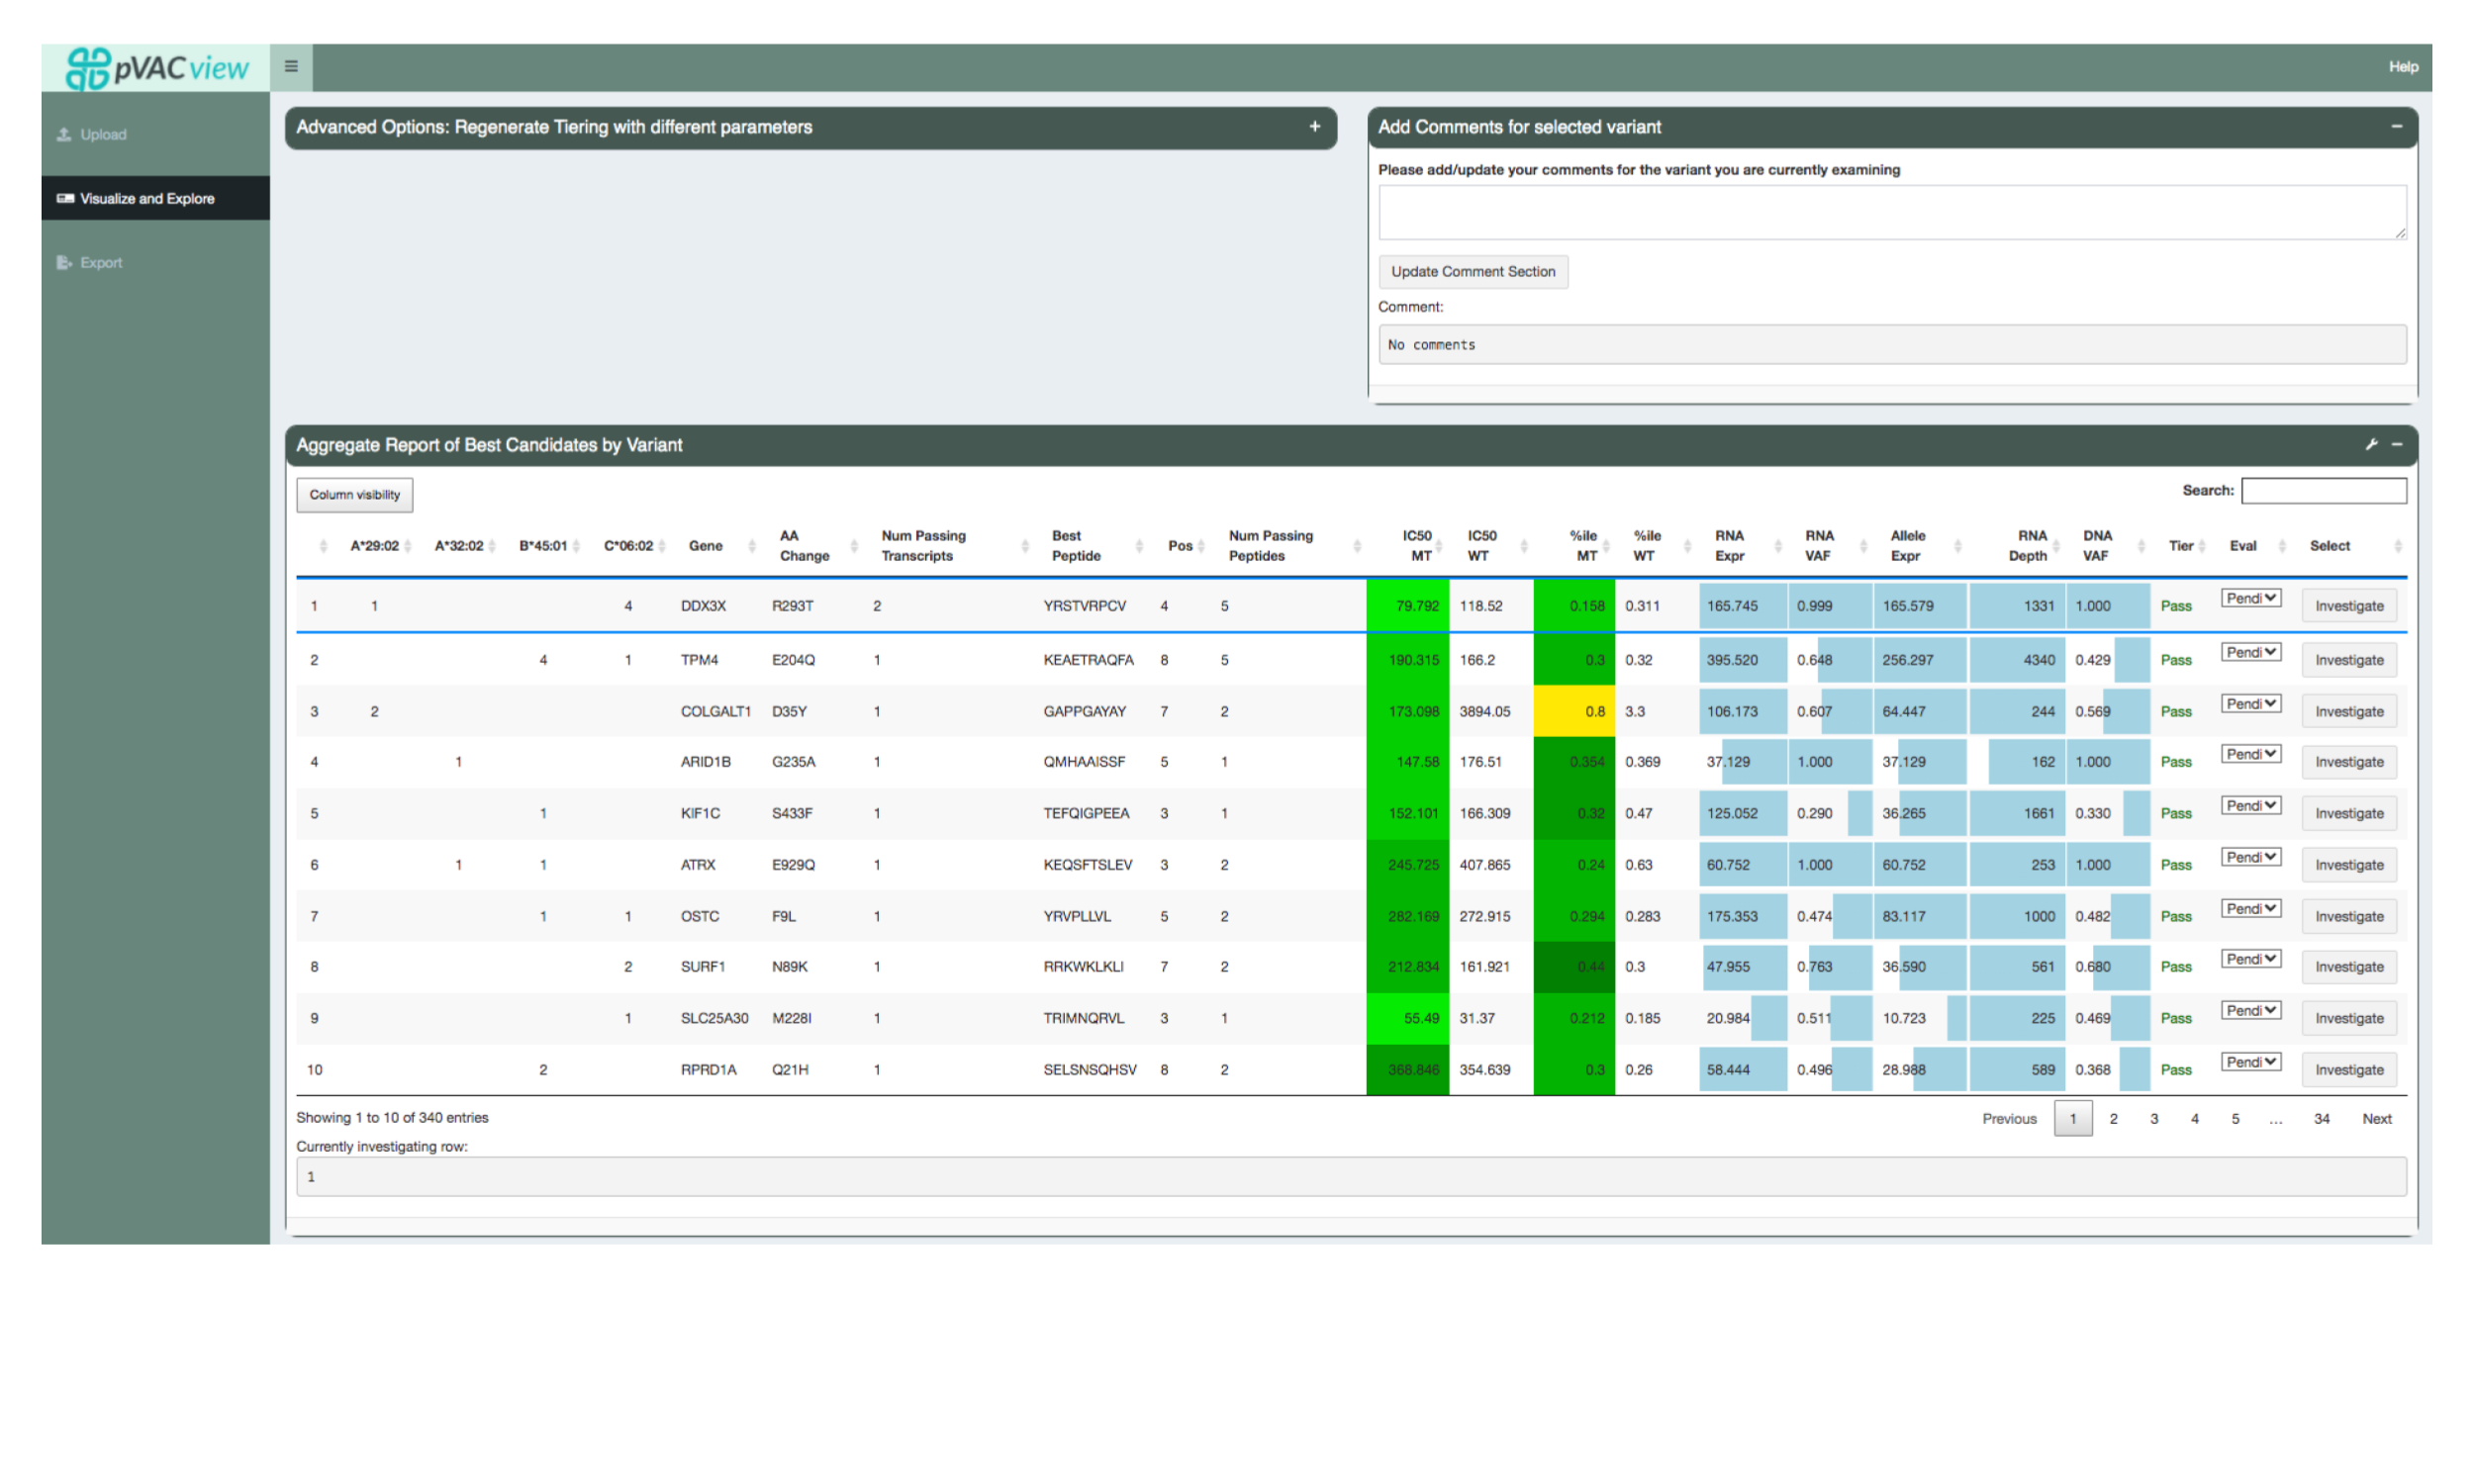 pVACview
Help
Upload
Visualize and Explore
Export
Advanced Options: Regenerate Tiering with different parameters +
Add Comments for selected variant −
Please add/update your comments for the variant you are currently examining
Update Comment Section
Comment:
No comments
Aggregate Report of Best Candidates by Variant −
Column visibility
Search:
A*29:02 A*32:02 B*45:01 C*06:02 Gene AA Change Num Passing Transcripts Best Peptide Pos Num Passing Peptides IC50 MT IC50 WT %ile MT %ile WT RNA Expr RNA VAF Allele Expr RNA Depth DNA VAF Tier Eval Select
1 1 4 DDX3X R293T 2 YRSTVRPCV 4 5 79.792 118.52 0.158 0.311 165.745 0.999 165.579 1331 1.000 Pass Pendi Investigate
2 4 1 TPM4 E204Q 1 KEAETRAQFA 8 5 190.315 166.2 0.3 0.32 395.520 0.648 256.297 4340 0.429 Pass Pendi Investigate
3 2 COLGALT1 D35Y 1 GAPPGAYAY 7 2 173.098 3894.05 0.8 3.3 106.173 0.607 64.447 244 0.569 Pass Pendi Investigate
4 1 ARID1B G235A 1 QMHAAISSF 5 1 147.58 176.51 0.354 0.369 37.129 1.000 37.129 162 1.000 Pass Pendi Investigate
5 1 KIF1C S433F 1 TEFQIGPEEA 3 1 152.101 166.309 0.32 0.47 125.052 0.290 36.265 1661 0.330 Pass Pendi Investigate
6 1 1 ATRX E929Q 1 KEQSFTSLEV 3 2 245.725 407.865 0.24 0.63 60.752 1.000 60.752 253 1.000 Pass Pendi Investigate
7 1 1 OSTC F9L 1 YRVPLLVL 5 2 282.169 272.915 0.294 0.283 175.353 0.474 83.117 1000 0.482 Pass Pendi Investigate
8 2 SURF1 N89K 1 RRKWKLKLI 7 2 212.834 161.921 0.44 0.3 47.955 0.763 36.590 561 0.680 Pass Pendi Investigate
9 1 SLC25A30 M228I 1 TRIMNQRVL 3 1 55.49 31.37 0.212 0.185 20.984 0.511 10.723 225 0.469 Pass Pendi Investigate
10 2 RPRD1A Q21H 1 SELSNSQHSV 8 2 368.846 354.639 0.3 0.26 58.444 0.496 28.988 589 0.368 Pass Pendi Investigate
Showing 1 to 10 of 340 entries
Previous 1 2 3 4 5 … 34 Next
Currently investigating row:
1